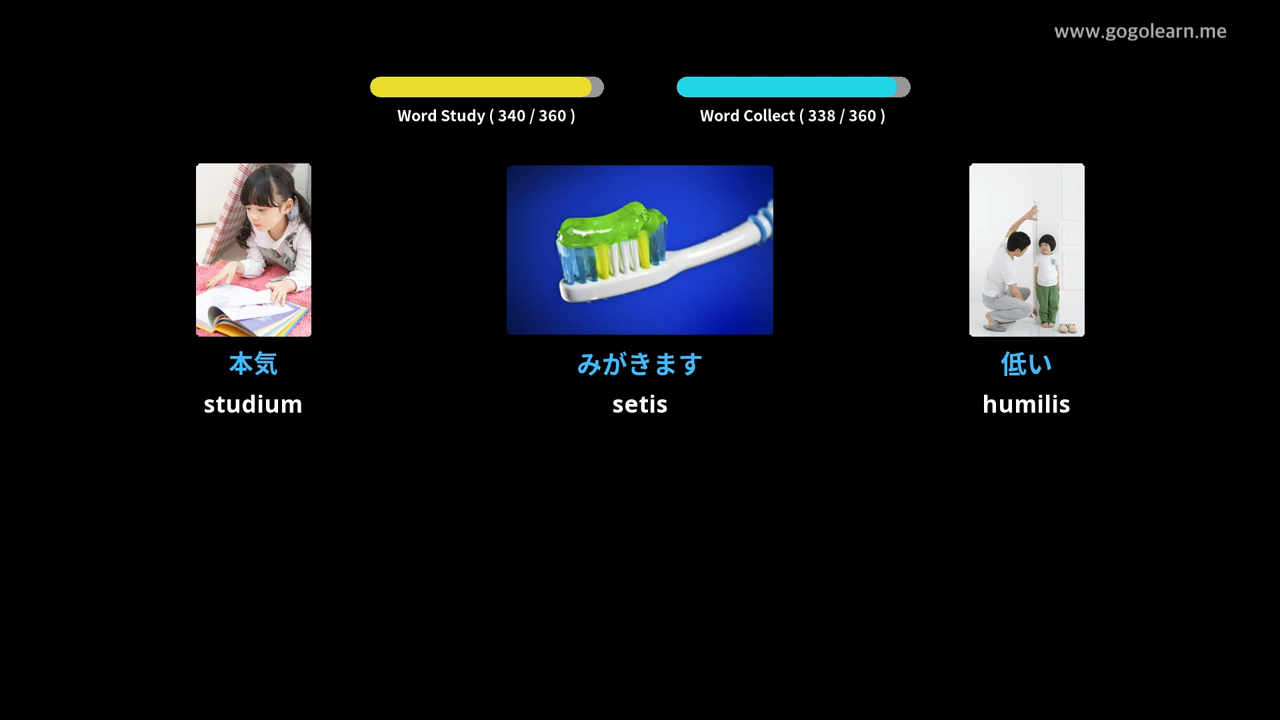 www.gogolearn.me
Word Study ( 340 / 360 )
Word Collect ( 338 / 360 )
本気
みがきます
低い
studium
setis
humilis